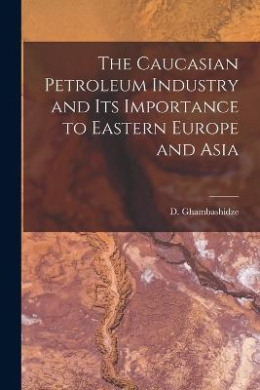 The Caucasian
Petroleum Industry
and Its Importance
to Eastern Europe
and Asia
D. Ghambashidze